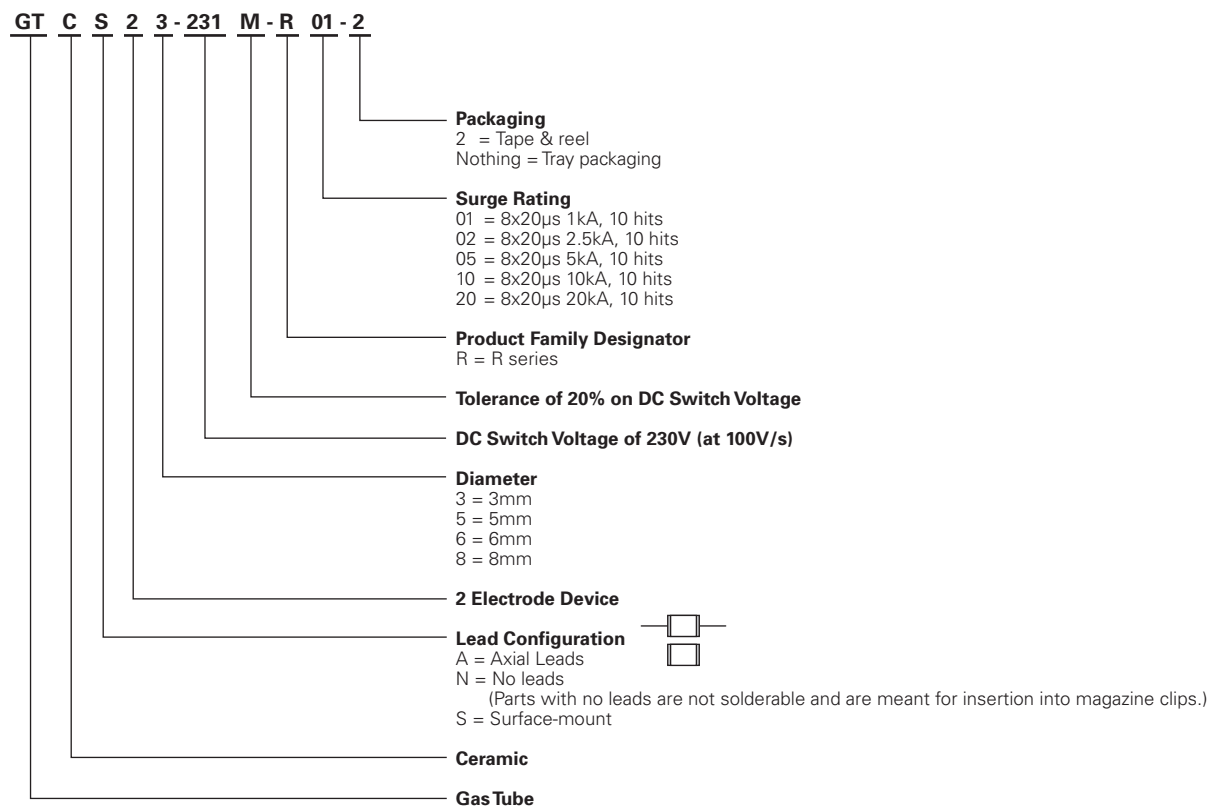 GT C S 2 3 - 231 M - R 01 - 2
Packaging
2 = Tape & reel
Nothing = Tray packaging
Surge Rating
01 = 8x20µs 1kA, 10 hits
02 = 8x20µs 2.5kA, 10 hits
05 = 8x20µs 5kA, 10 hits
10 = 8x20µs 10kA, 10 hits
20 = 8x20µs 20kA, 10 hits
Product Family Designator
R = R series
Tolerance of 20% on DC Switch Voltage
DC Switch Voltage of 230V (at 100V/s)
Diameter
3 = 3mm
5 = 5mm
6 = 6mm
8 = 8mm
2 Electrode Device
Lead Configuration
A = Axial Leads
N = No leads
(Parts with no leads are not solderable and are meant for insertion into magazine clips.)
S = Surface-mount
Ceramic
Gas Tube